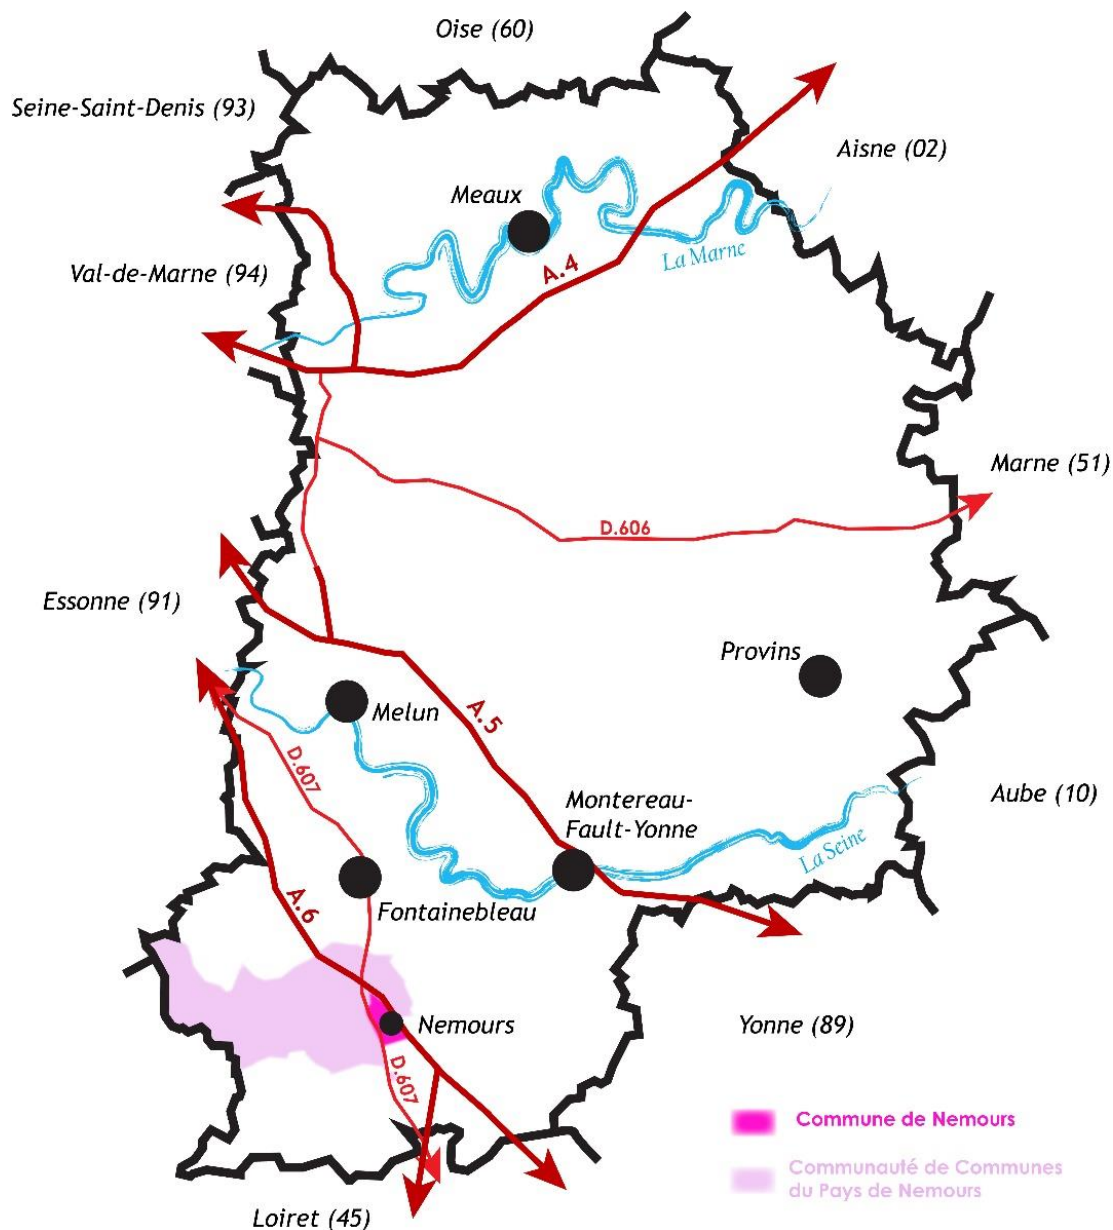 Oise (60)
Seine-Saint-Denis (93)
Aisne (02)
Meaux
La Marne
Val-de-Marne (94)
A.4
Marne (51)
D.606
Essonne (91)
Provins
Melun
A.5
D.607
Montereau-
Fault-Yonne
Aube (10)
La Seine
A.6
Fontainebleau
Nemours
Yonne (89)
D.607
Commune de Nemours
Communauté de Communes
du Pays de Nemours
Loiret (45)